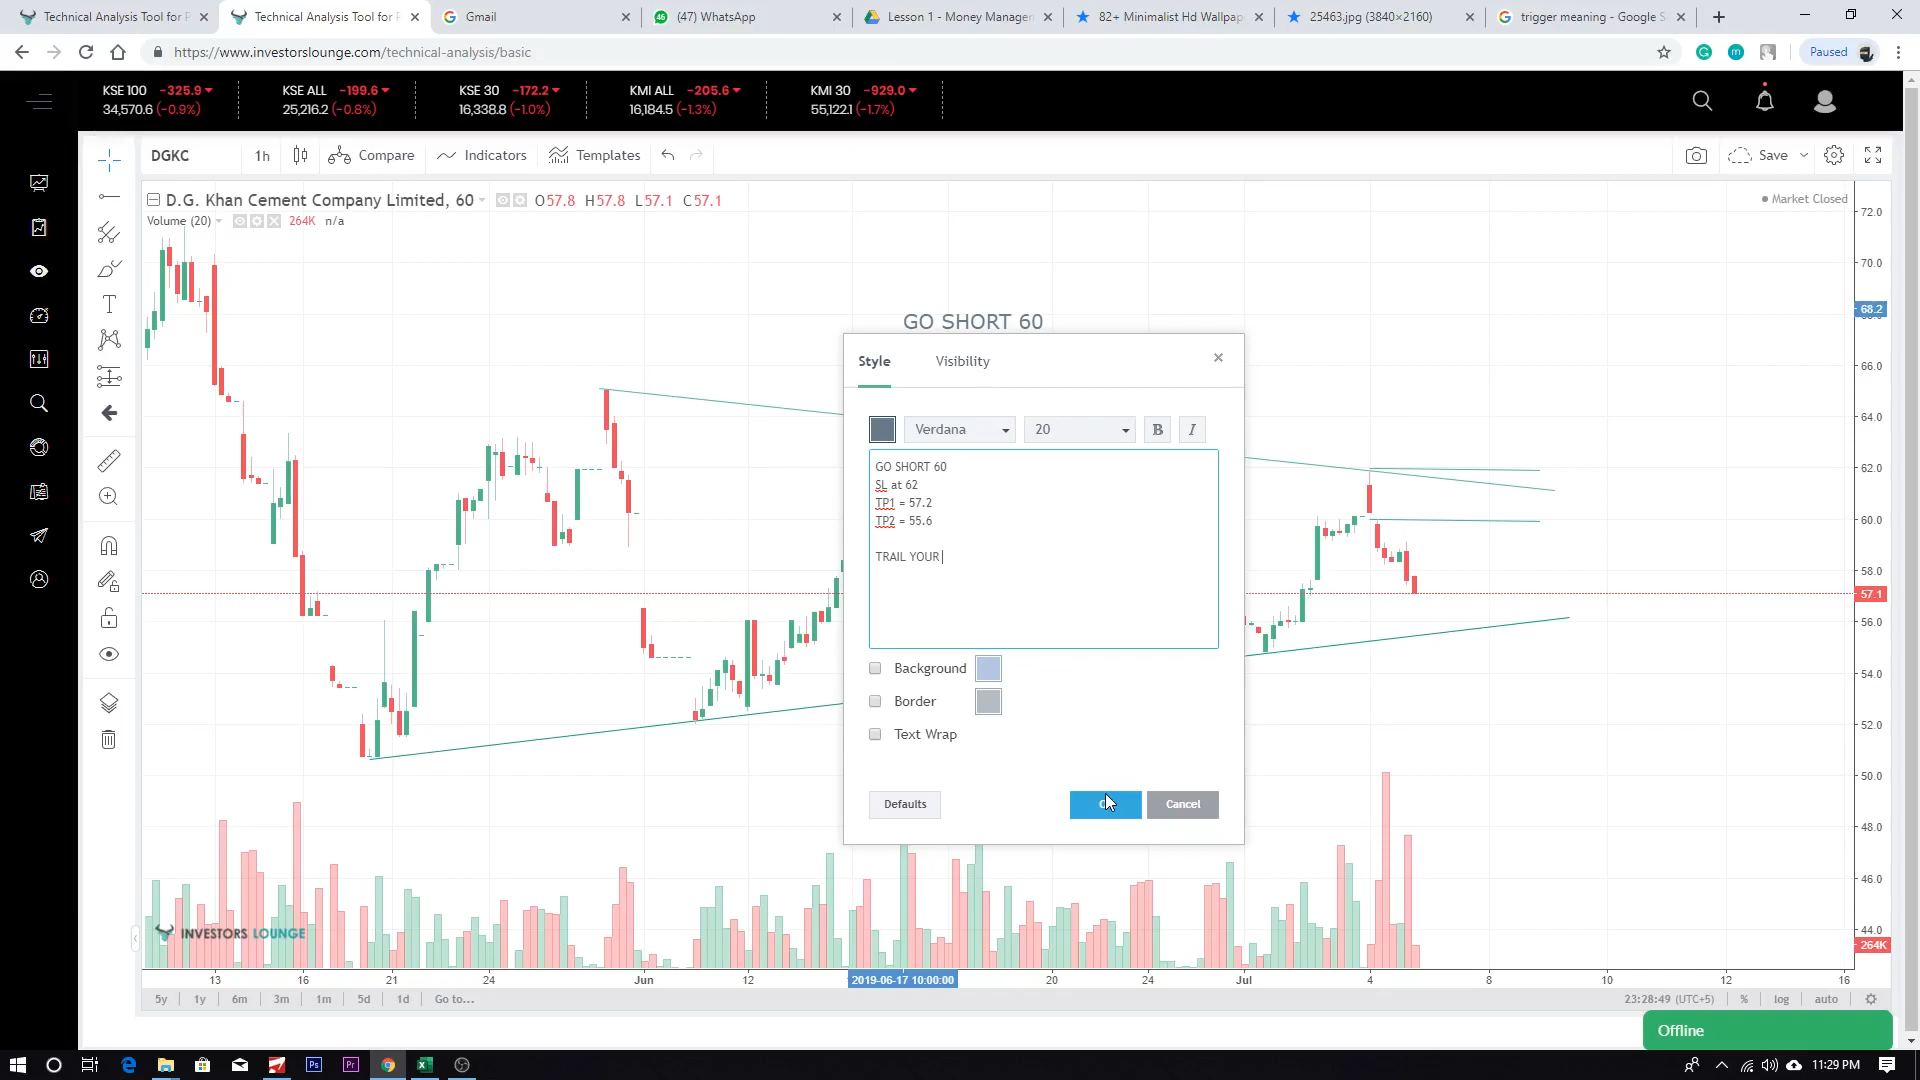 Technical Analysis Tool for P
Technical Analysis Tool for P
Gmail
(47) WhatsApp
Lesson 1 - Money Managem
82+ Minimalist Hd Wallpap
25463.jpg (3840×2160)
trigger meaning - Google S
https://www.investorslounge.com/technical-analysis/basic
Paused
KSE 100 -325.9
34,570.6 (-0.9%)
KSE ALL -199.6
25,216.2 (-0.8%)
KSE 30 -172.2
16,338.8 (-1.0%)
KMI ALL -205.6
16,184.5 (-1.3%)
KMI 30 -929.0
55,122.1 (-1.7%)
DGKC
1h
Compare
Indicators
Templates
Save
D.G. Khan Cement Company Limited, 60
O57.8 H57.8 L57.1 C57.1
Market Closed
Volume (20)
264K n/a
GO SHORT 60
Style
Visibility
Verdana
20
B
I
GO SHORT 60
SL at 62
TP1 = 57.2
TP2 = 55.6
TRAIL YOUR
Background
Border
Text Wrap
Defaults
Cancel
72.0
70.0
68.2
66.0
64.0
62.0
60.0
58.0
57.1
56.0
54.0
52.0
50.0
48.0
46.0
44.0
264K
INVESTORS LOUNGE
13
16
21
24
Jun
12
2019-06-17 10:00:00
20
24
Jul
4
8
10
12
16
5y
1y
6m
3m
1m
5d
1d
Go to...
23:28:49 (UTC+5)
%
log
auto
Offline
11:29 PM